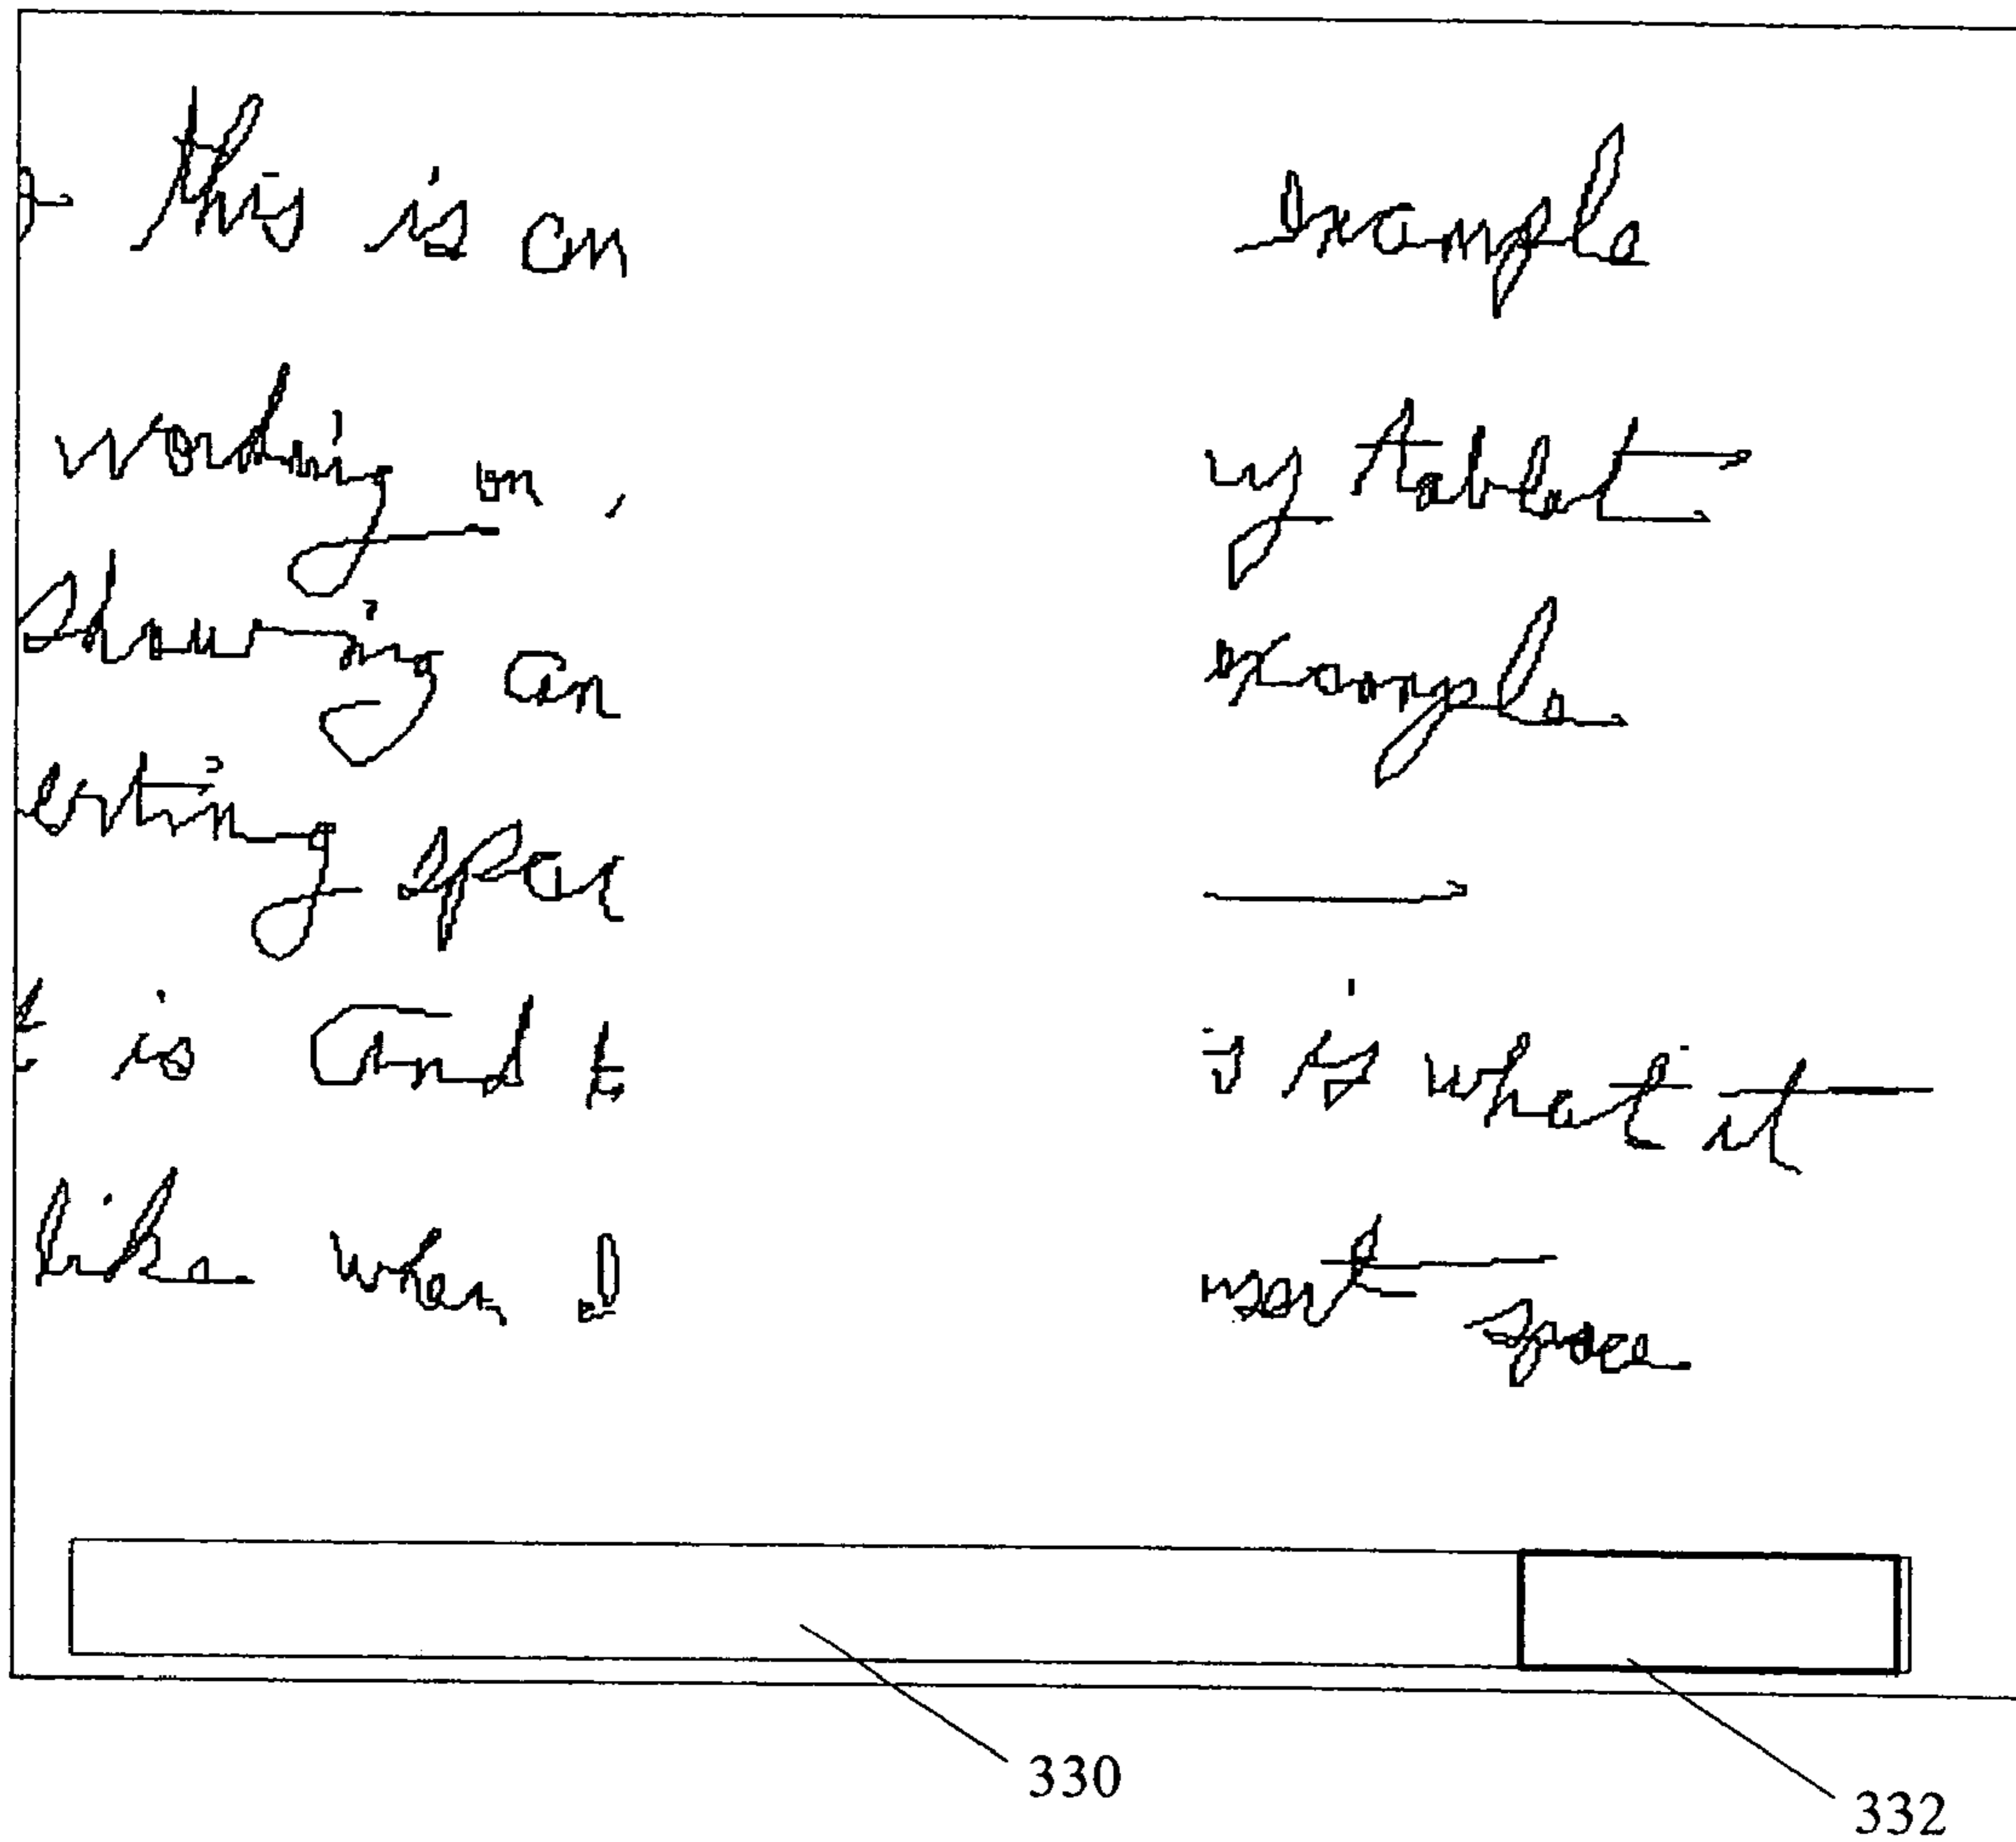 this is an example
working on my tablet
showing an example
erting spac
t is and this is what it
like when I insert space
330
332